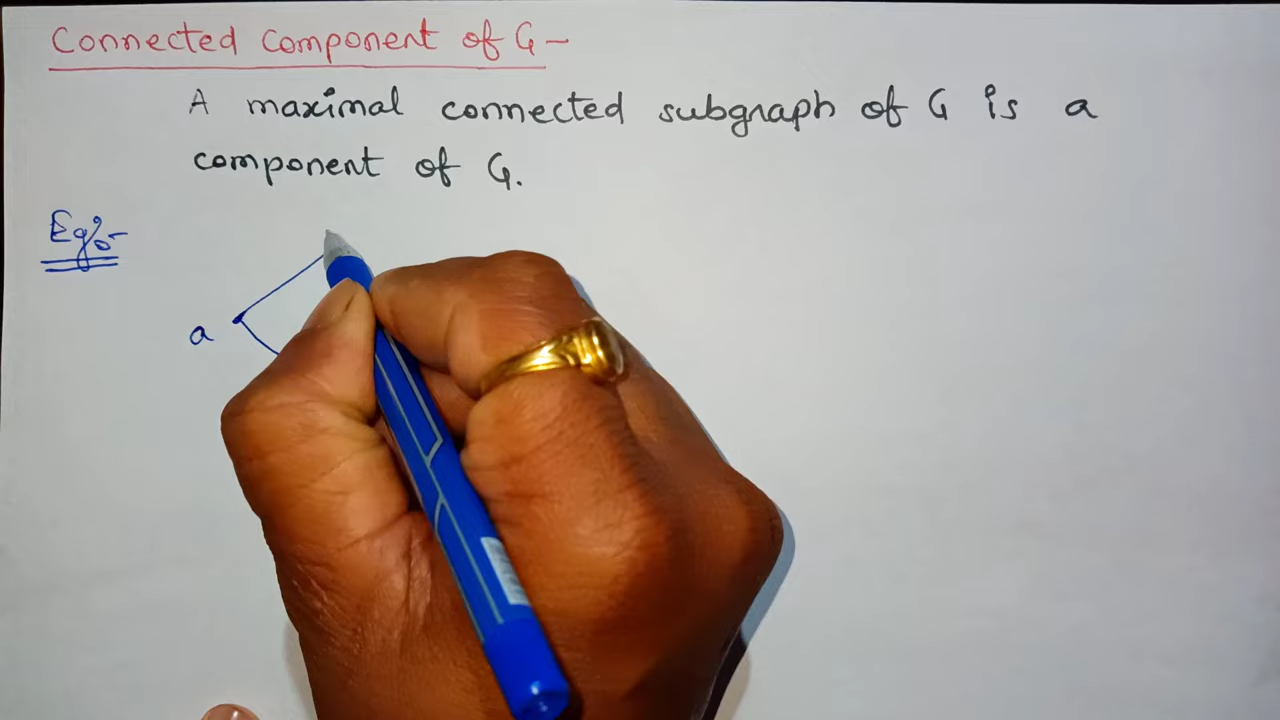 Connected Component of G-
A maximal connected subgraph of G is a
component of G.
Eg:-
a